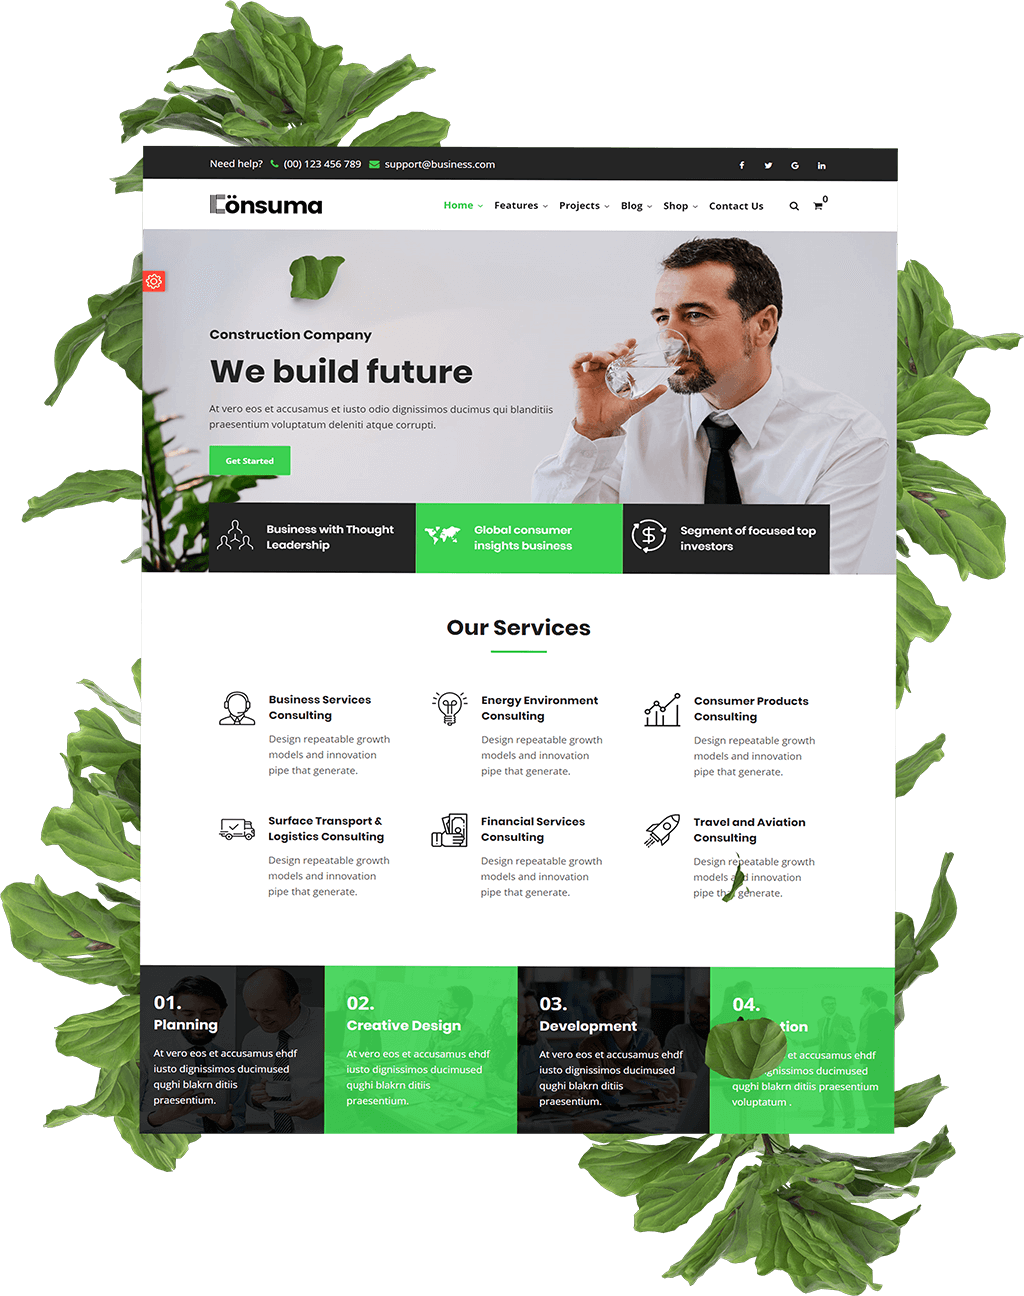 Need help? (00) 123 456 789 support@business.com
Cönsuma
Home Features Projects Blog Shop Contact Us 0
Construction Company
We build future
At vero eos et accusamus et iusto odio dignissimos ducimus qui blanditiis
praesentium voluptatum deleniti atque corrupti.
Get Started
Business with Thought
Leadership
Global consumer
insights business
Segment of focused top
investors
Our Services
Business Services
Consulting
Design repeatable growth
models and innovation
pipe that generate.
Energy Environment
Consulting
Design repeatable growth
models and innovation
pipe that generate.
Consumer Products
Consulting
Design repeatable growth
models and innovation
pipe that generate.
Surface Transport &
Logistics Consulting
Design repeatable growth
models and innovation
pipe that generate.
Financial Services
Consulting
Design repeatable growth
models and innovation
pipe that generate.
Travel and Aviation
Consulting
Design repeatable growth
models and innovation
pipe that generate.
01.
Planning
At vero eos et accusamus ehdf
iusto dignissimos ducimused
qughi blakrn ditiis
praesentium.
02.
Creative Design
At vero eos et accusamus ehdf
iusto dignissimos ducimused
qughi blakrn ditiis
praesentium.
03.
Development
At vero eos et accusamus ehdf
iusto dignissimos ducimused
qughi blakrn ditiis
praesentium.
04.
et accusamus ehdf
ducimused
qughi blakrn ditiis praesentium
voluptatum .